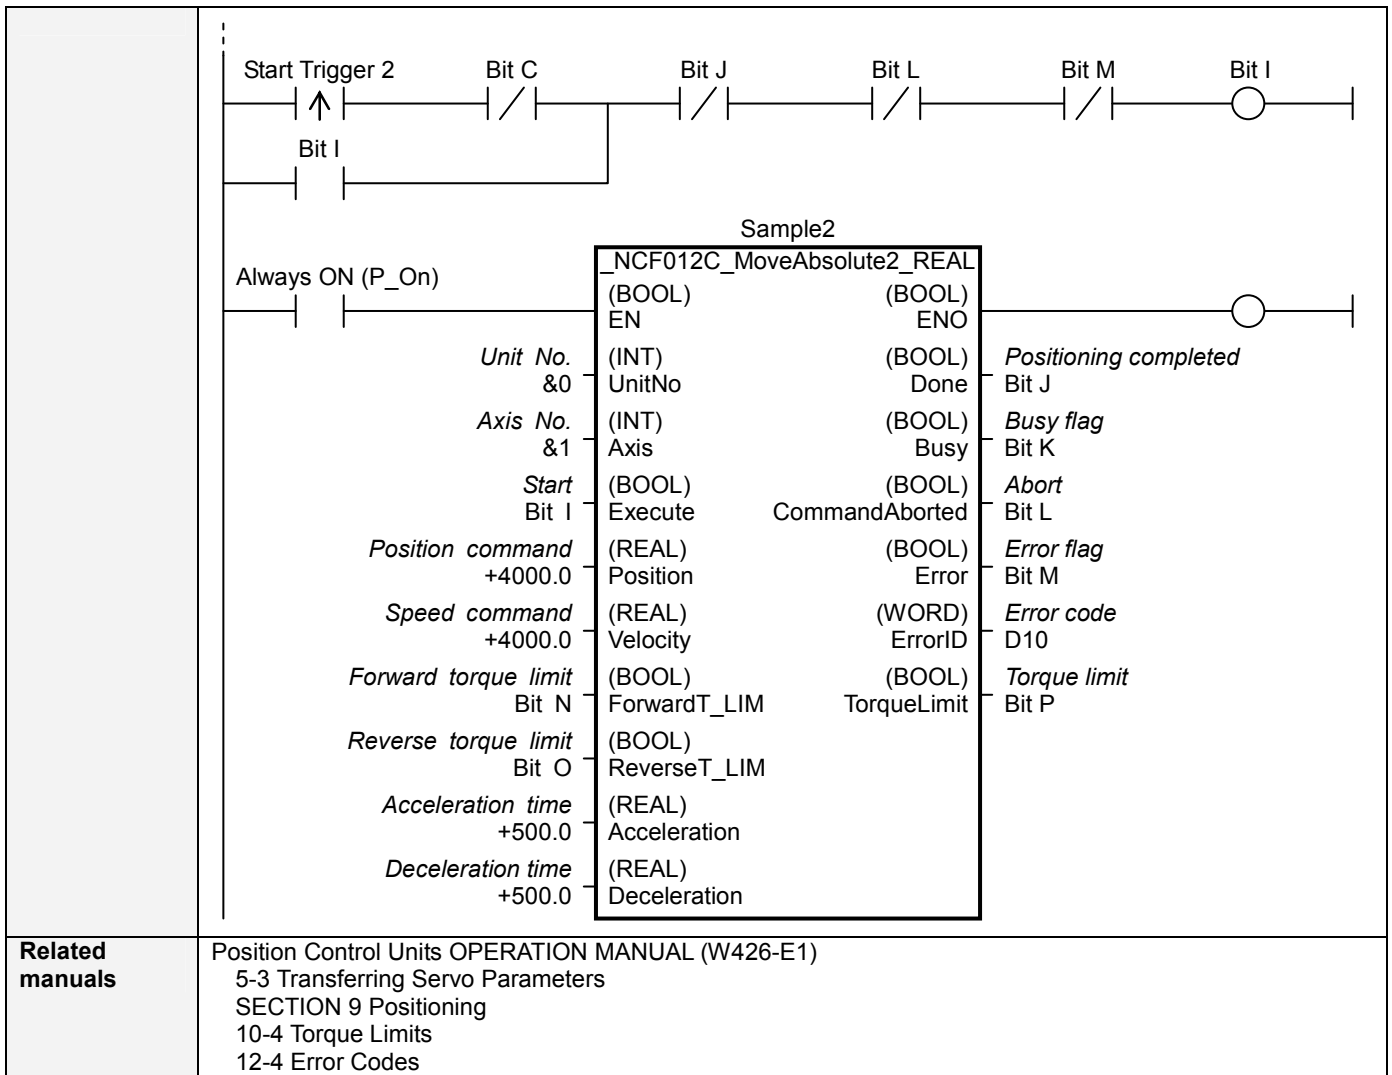 Start Trigger 2 Bit C Bit J Bit L Bit M Bit I
Bit I
Sample2
_NCF012C_MoveAbsolute2_REAL
Always ON (P_On)
(BOOL) (BOOL)
EN ENO
Unit No. (INT) (BOOL) Positioning completed
&0 UnitNo Done Bit J
Axis No. (INT) (BOOL) Busy flag
&1 Axis Busy Bit K
Start (BOOL) (BOOL) Abort
Bit I Execute CommandAborted Bit L
Position command (REAL) (BOOL) Error flag
+4000.0 Position Error Bit M
Speed command (REAL) (WORD) Error code
+4000.0 Velocity ErrorID D10
Forward torque limit (BOOL) (BOOL) Torque limit
Bit N ForwardT_LIM TorqueLimit Bit P
Reverse torque limit (BOOL)
Bit O ReverseT_LIM
Acceleration time (REAL)
+500.0 Acceleration
Deceleration time (REAL)
+500.0 Deceleration
Related manuals
Position Control Units OPERATION MANUAL (W426-E1)
5-3 Transferring Servo Parameters
SECTION 9 Positioning
10-4 Torque Limits
12-4 Error Codes